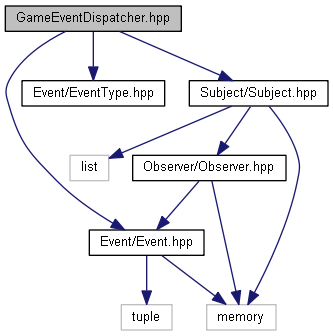 GameEventDispatcher.hpp
Event/EventType.hpp
Subject/Subject.hpp
list
Observer/Observer.hpp
Event/Event.hpp
tuple
memory